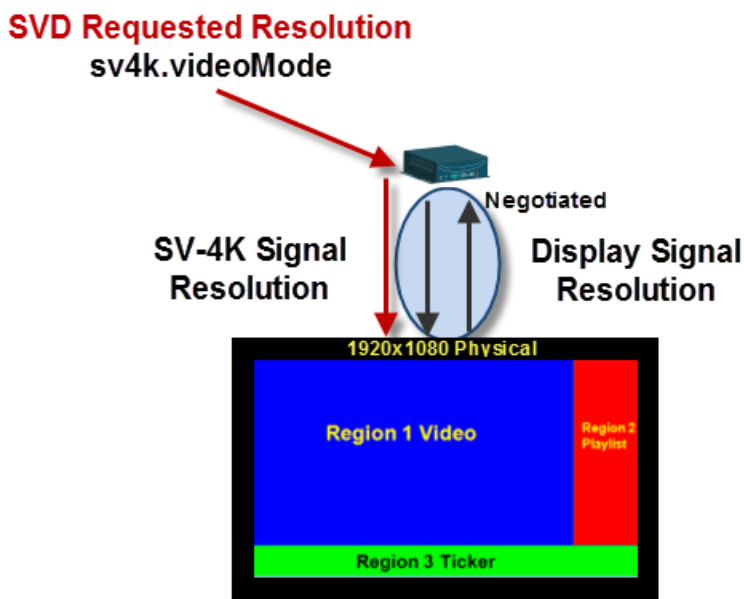 SVD Requested Resolution
sv4k.videoMode
Negotiated
SV-4K Signal
Resolution
Display Signal
Resolution
1920x1080 Physical
Region 1 Video
Region 2
Playlist
Region 3 Ticker